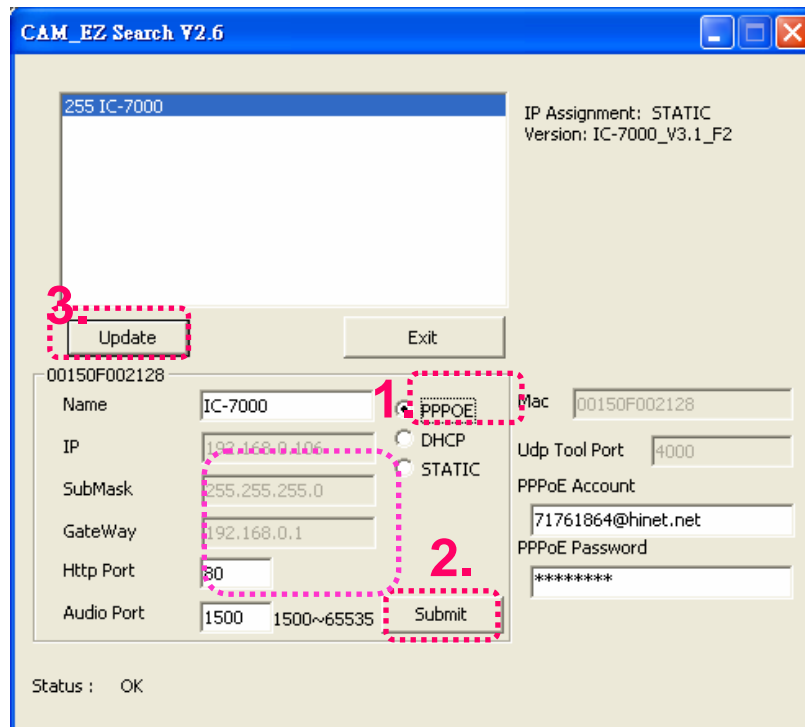 CAM_EZ Search V2.6
255 IC-7000
IP Assignment: STATIC
Version: IC-7000_V3.1_F2
3.
Update
Exit
00150F002128
Name
IC-7000
1.
PPPOE
Mac
00150F002128
IP
192.168.0.106
DHCP
Udp Tool Port
4000
STATIC
SubMask
255.255.255.0
PPPoE Account
71761864@hinet.net
GateWay
192.168.0.1
PPPoE Password
********
Http Port
80
2.
Audio Port
1500
1500~65535
Submit
Status :
OK